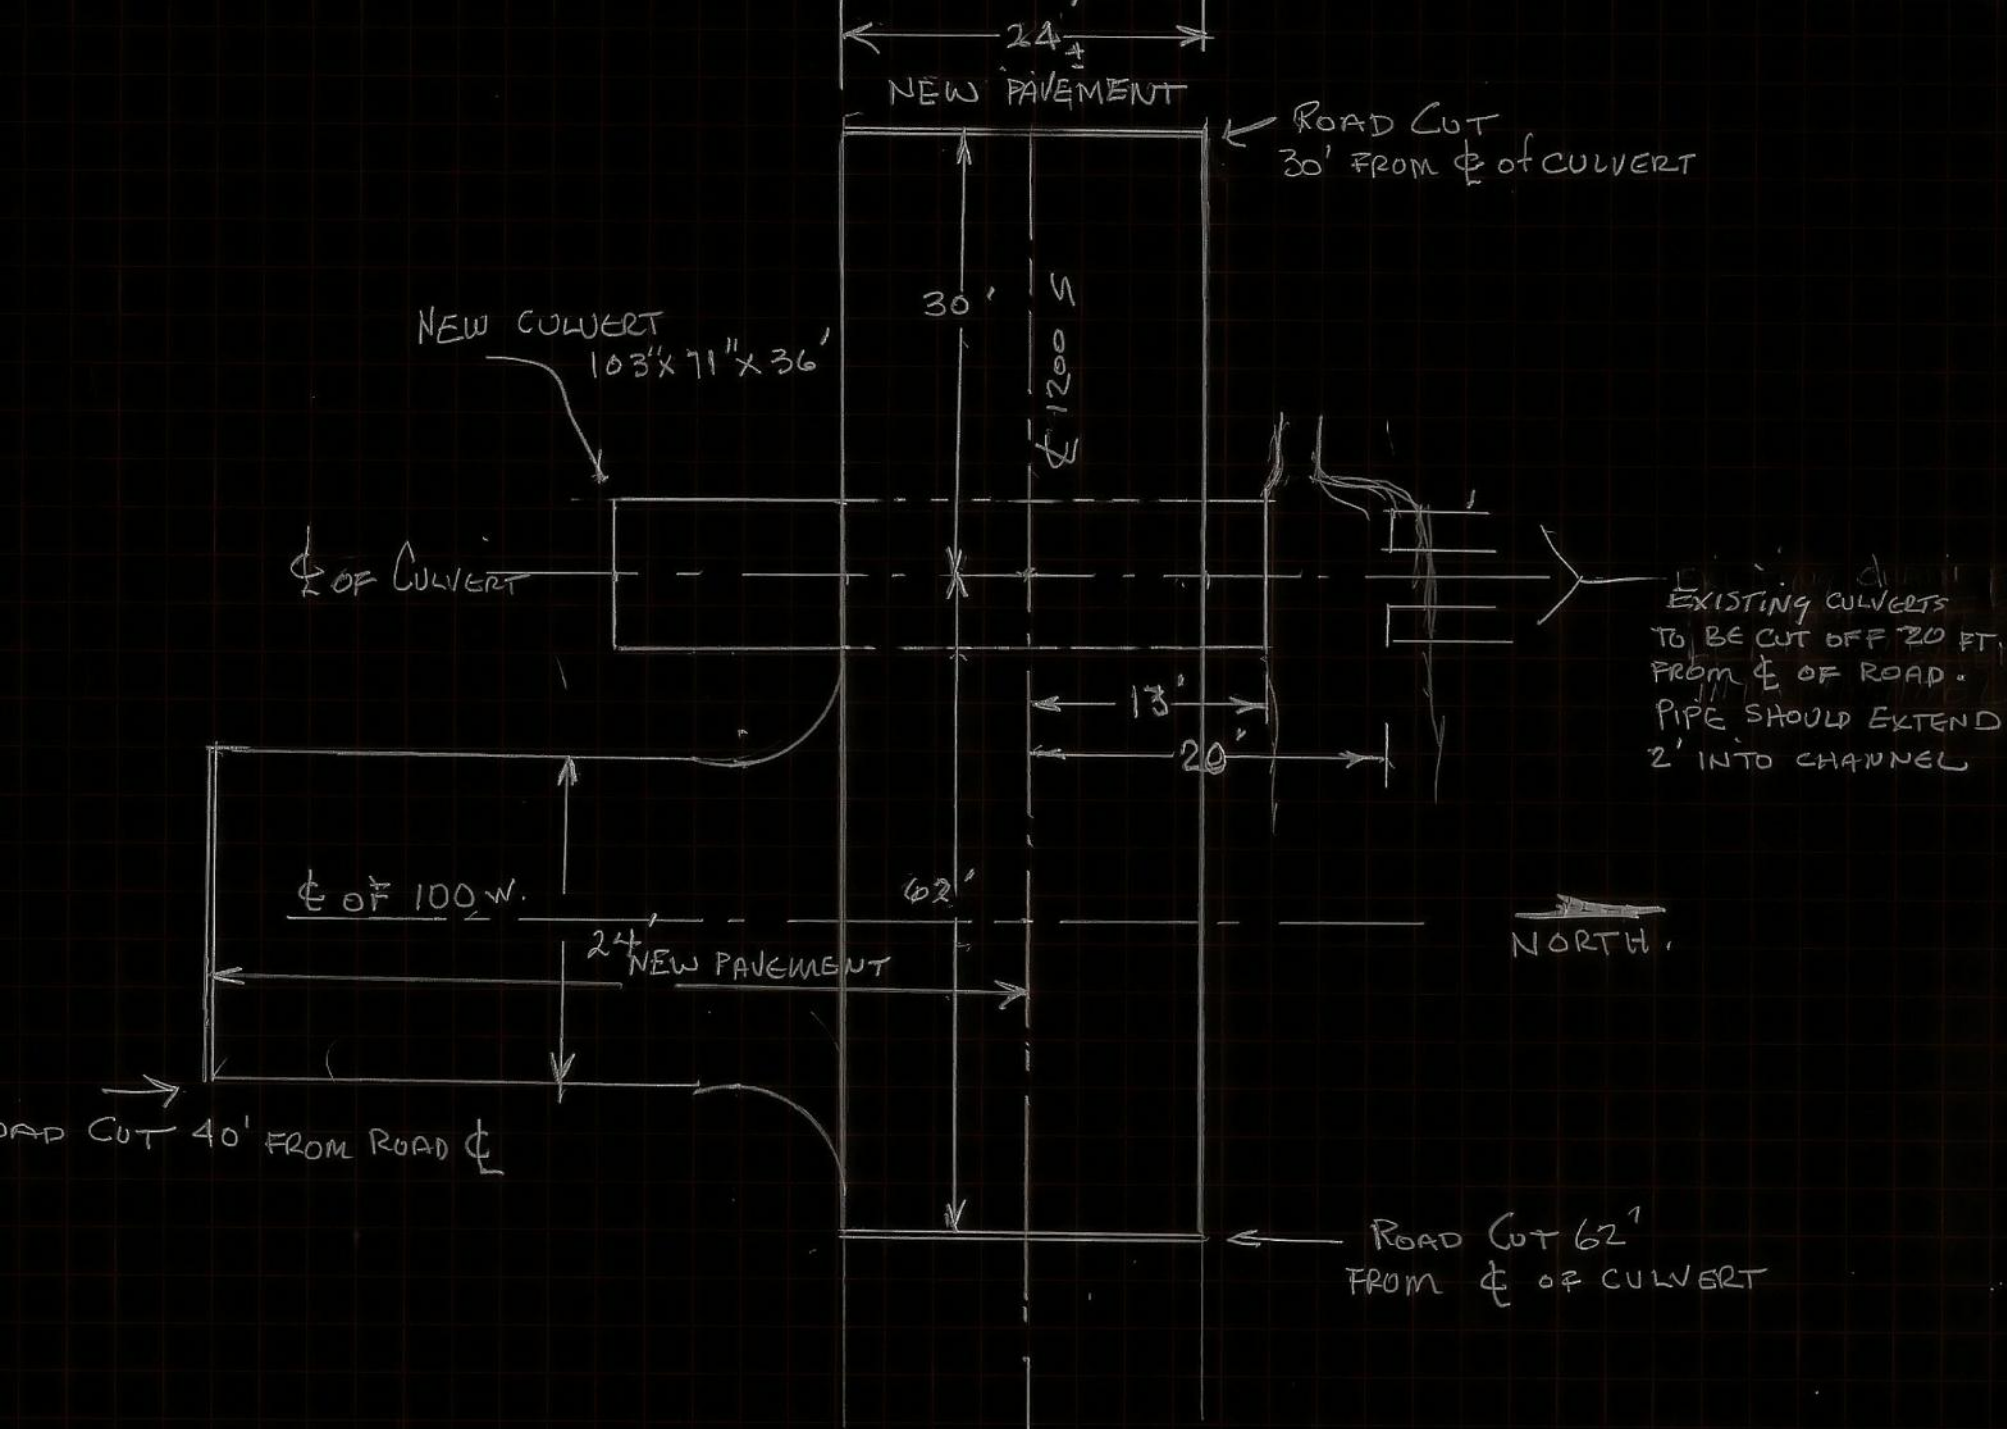 24'±
NEW PAVEMENT
ROAD CUT
30' FROM ℄ of CULVERT
30'
℄ 1200 S
NEW CULVERT
103"x 71"x 36'
℄ OF CULVERT
EXISTING CULVERTS
TO BE CUT OFF 20 FT.
FROM ℄ OF ROAD.
PIPE SHOULD EXTEND
2' INTO CHANNEL
13'
20'
℄ OF 100 W.
62'
24'
NEW PAVEMENT
NORTH.
CUT 40' FROM ROAD ℄
ROAD CUT 62'
FROM ℄ OF CULVERT